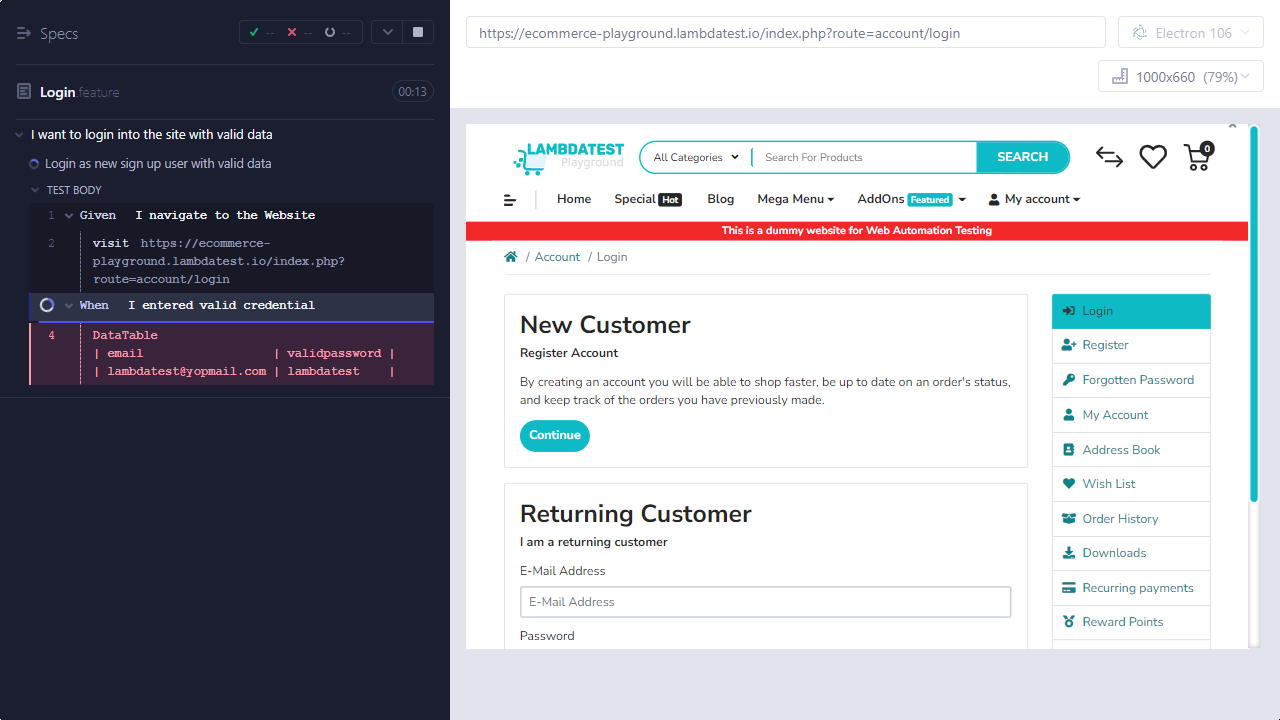 Specs
-- -- --
Login.feature
00:13
I want to login into the site with valid data
Login as new sign up user with valid data
TEST BODY
1 Given I navigate to the Website
2 visit https://ecommerce-
playground.lambdatest.io/index.php?
route=account/login
When I entered valid credential
4 DataTable
| email | validpassword |
| lambdatest@yopmail.com | lambdatest |
https://ecommerce-playground.lambdatest.io/index.php?route=account/login
Electron 106
1000x660 (79%)
LAMBDATEST
Playground
All Categories
Search For Products
SEARCH
0
Home
Special Hot
Blog
Mega Menu
AddOns Featured
My account
This is a dummy website for Web Automation Testing
/ Account / Login
New Customer
Register Account
By creating an account you will be able to shop faster, be up to date on an order's status,
and keep track of the orders you have previously made.
Continue
Returning Customer
I am a returning customer
E-Mail Address
E-Mail Address
Password
Login
Register
Forgotten Password
My Account
Address Book
Wish List
Order History
Downloads
Recurring payments
Reward Points